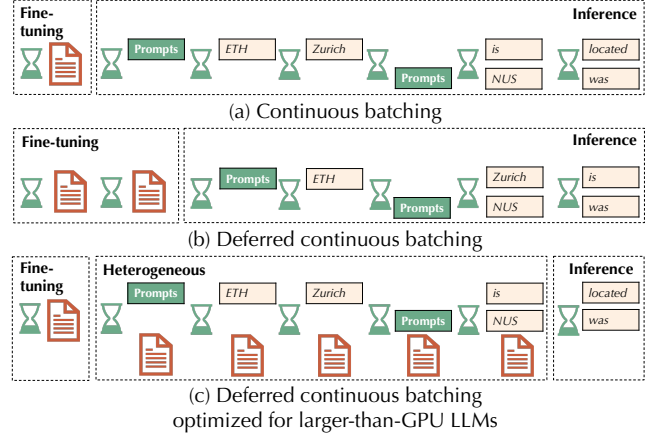 Fine-
tuning
Inference
Prompts
ETH
Zurich
is
located
Prompts
NUS
was
(a) Continuous batching
Fine-tuning
Inference
Prompts
ETH
Zurich
is
Prompts
NUS
was
(b) Deferred continuous batching
Fine-
tuning
Heterogeneous
Inference
Prompts
ETH
Zurich
is
located
Prompts
NUS
was
(c) Deferred continuous batching
optimized for larger-than-GPU LLMs